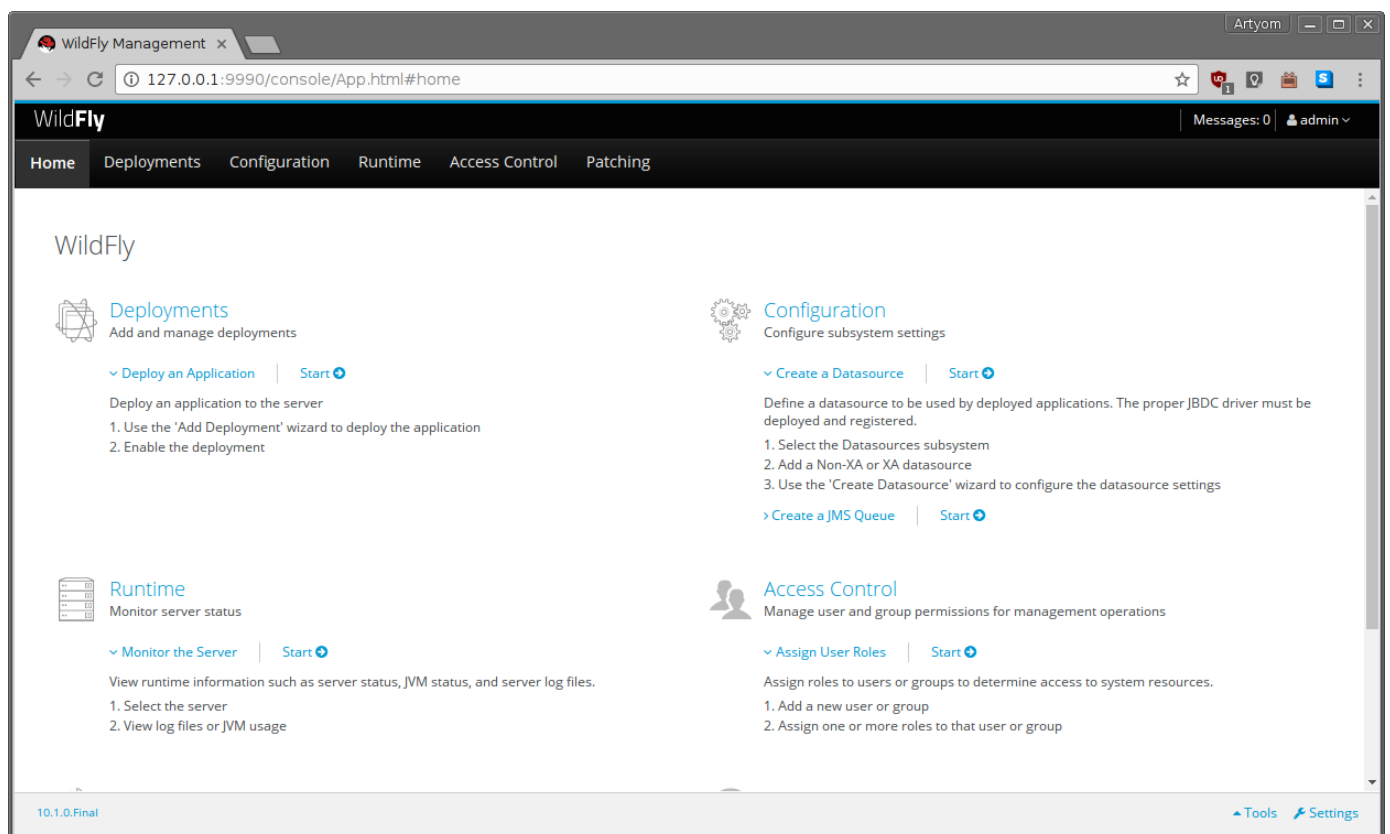 Artyom
WildFly Management
127.0.0.1:9990/console/App.html#home
1
S
WildFly
Messages: 0
admin
Home Deployments Configuration Runtime Access Control Patching
WildFly
Deployments
Add and manage deployments
Deploy an Application Start
Deploy an application to the server
1. Use the 'Add Deployment' wizard to deploy the application
2. Enable the deployment
Configuration
Configure subsystem settings
Create a Datasource Start
Define a datasource to be used by deployed applications. The proper JBDC driver must be
deployed and registered.
1. Select the Datasources subsystem
2. Add a Non-XA or XA datasource
3. Use the 'Create Datasource' wizard to configure the datasource settings
Create a JMS Queue Start
Runtime
Monitor server status
Monitor the Server Start
View runtime information such as server status, JVM status, and server log files.
1. Select the server
2. View log files or JVM usage
Access Control
Manage user and group permissions for management operations
Assign User Roles Start
Assign roles to users or groups to determine access to system resources.
1. Add a new user or group
2. Assign one or more roles to that user or group
10.1.0.Final
Tools Settings